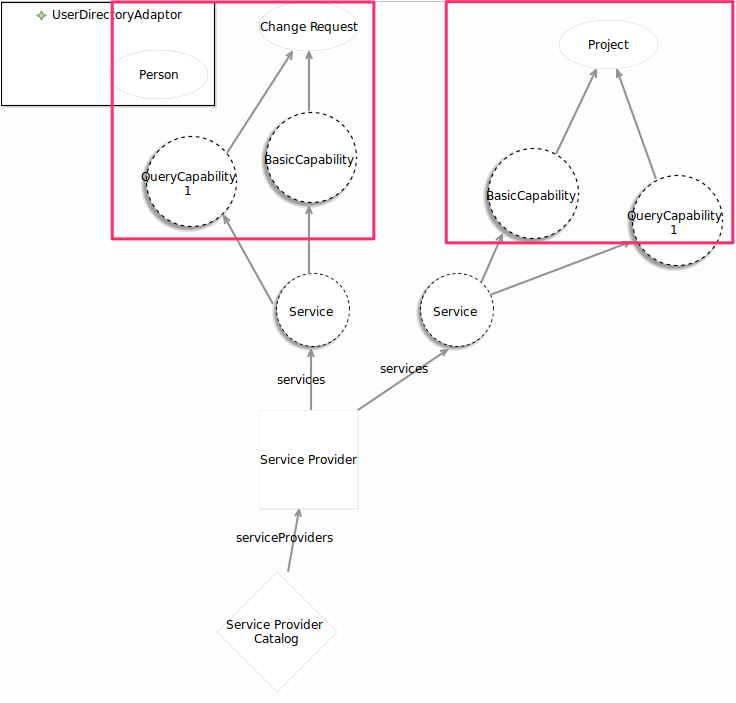 UserDirectoryAdaptor
Change Request
Person
Project
BasicCapability
QueryCapability
1
BasicCapability
QueryCapability
1
Service
Service
services
services
Service Provider
serviceProviders
Service Provider
Catalog